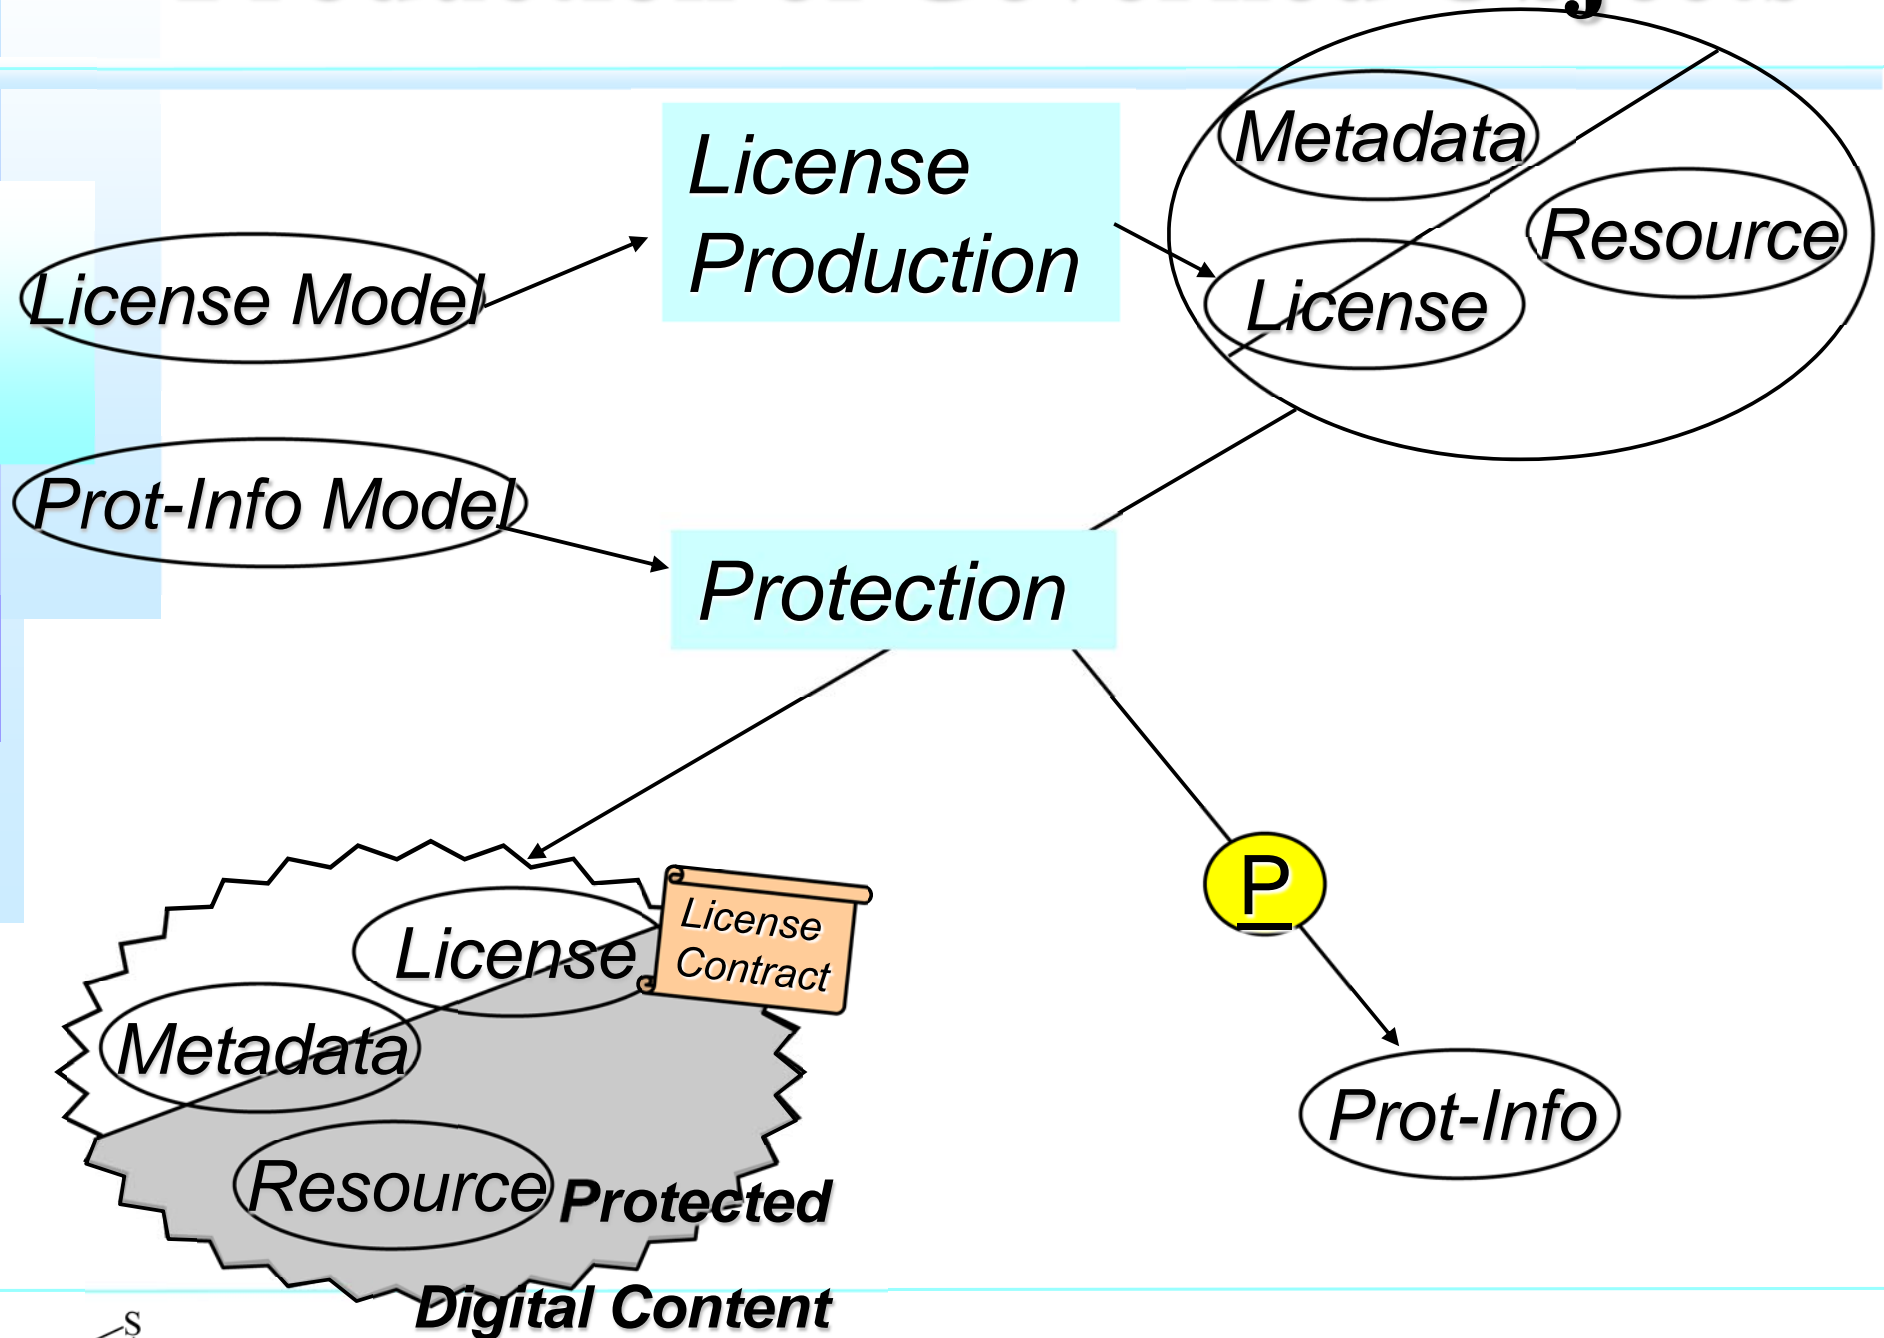 License
Production
Metadata
Resource
License
License Model
Prot-Info Model
Protection
P
License
Contract
License
Metadata
Resource
Protected
Digital Content
Prot-Info
S